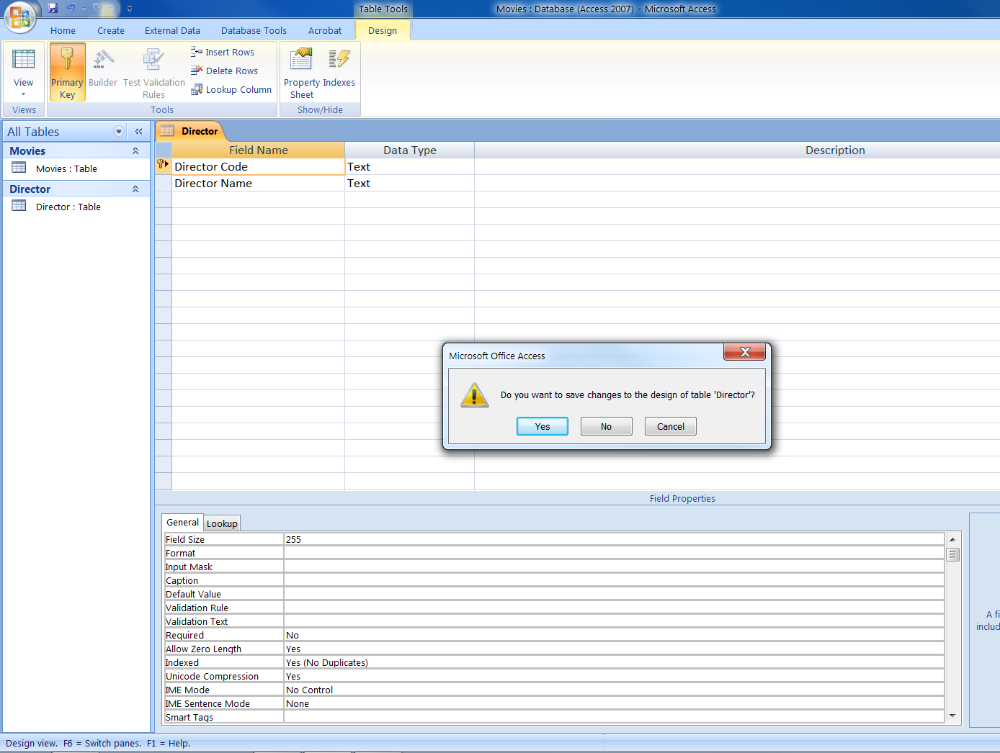 Table Tools
Movies : Database (Access 2007) - Microsoft Access
Home Create External Data Database Tools Acrobat Design
View
Primary Key
Builder
Test Validation Rules
Insert Rows
Delete Rows
Lookup Column
Property Sheet
Indexes
Views Tools Show/Hide
All Tables
Movies
Movies : Table
Director
Director : Table
Director
Field Name Data Type Description
Director Code Text
Director Name Text
Microsoft Office Access
Do you want to save changes to the design of table 'Director'?
Yes No Cancel
Field Properties
General Lookup
Field Size 255
Format
Input Mask
Caption
Default Value
Validation Rule
Validation Text
Required No
Allow Zero Length Yes
Indexed Yes (No Duplicates)
Unicode Compression Yes
IME Mode No Control
IME Sentence Mode None
Smart Tags
A fi
includ
Design view. F6 = Switch panes. F1 = Help.